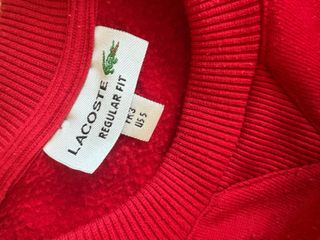 LACOSTE
REGULAR FIT
FR 3
US S